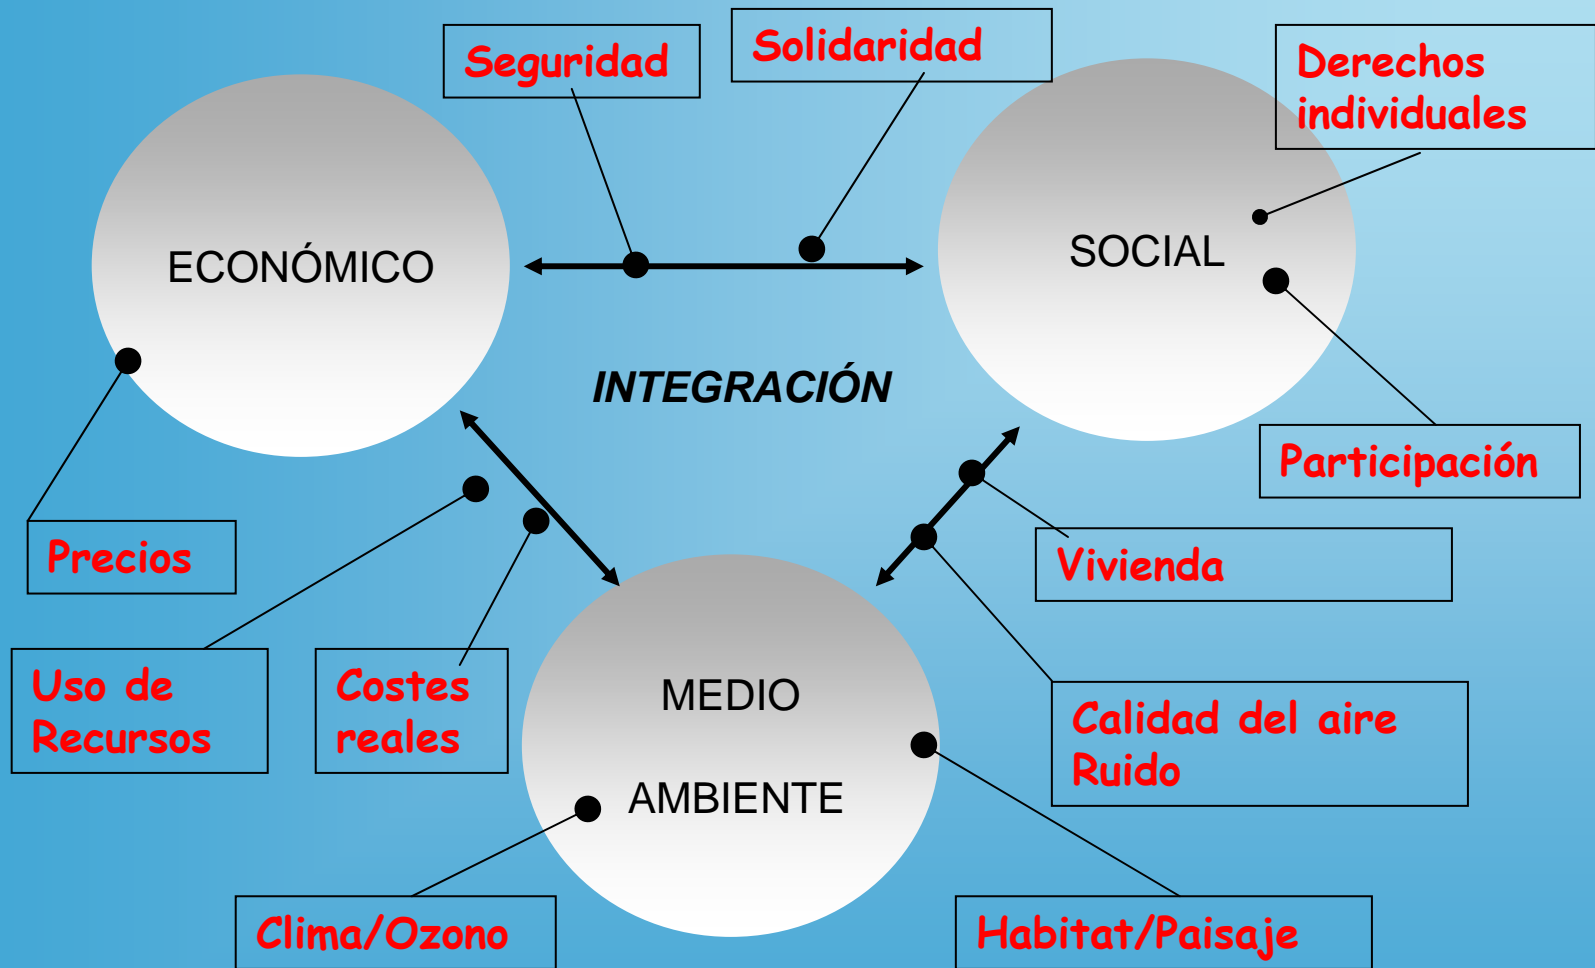 Seguridad
Solidaridad
Derechos
individuales
ECONÓMICO
SOCIAL
INTEGRACIÓN
Participación
Precios
Vivienda
Uso de
Recursos
Costes
reales
MEDIO
AMBIENTE
Calidad del aire
Ruido
Clima/Ozono
Habitat/Paisaje